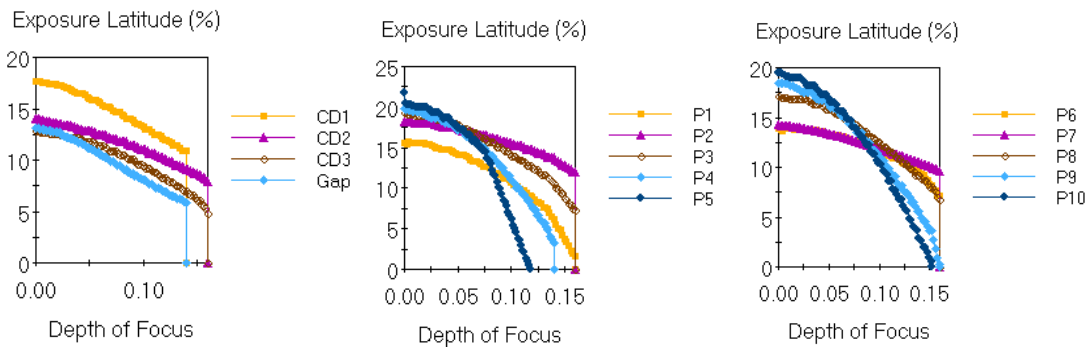 Exposure Latitude (%)
20
15
10
5
0
0.00 0.10
Depth of Focus
CD1
CD2
CD3
Gap
Exposure Latitude (%)
25
20
15
10
5
0
0.00 0.05 0.10 0.15
Depth of Focus
P1
P2
P3
P4
P5
Exposure Latitude (%)
20
15
10
5
0
0.00 0.05 0.10 0.15
Depth of Focus
P6
P7
P8
P9
P10